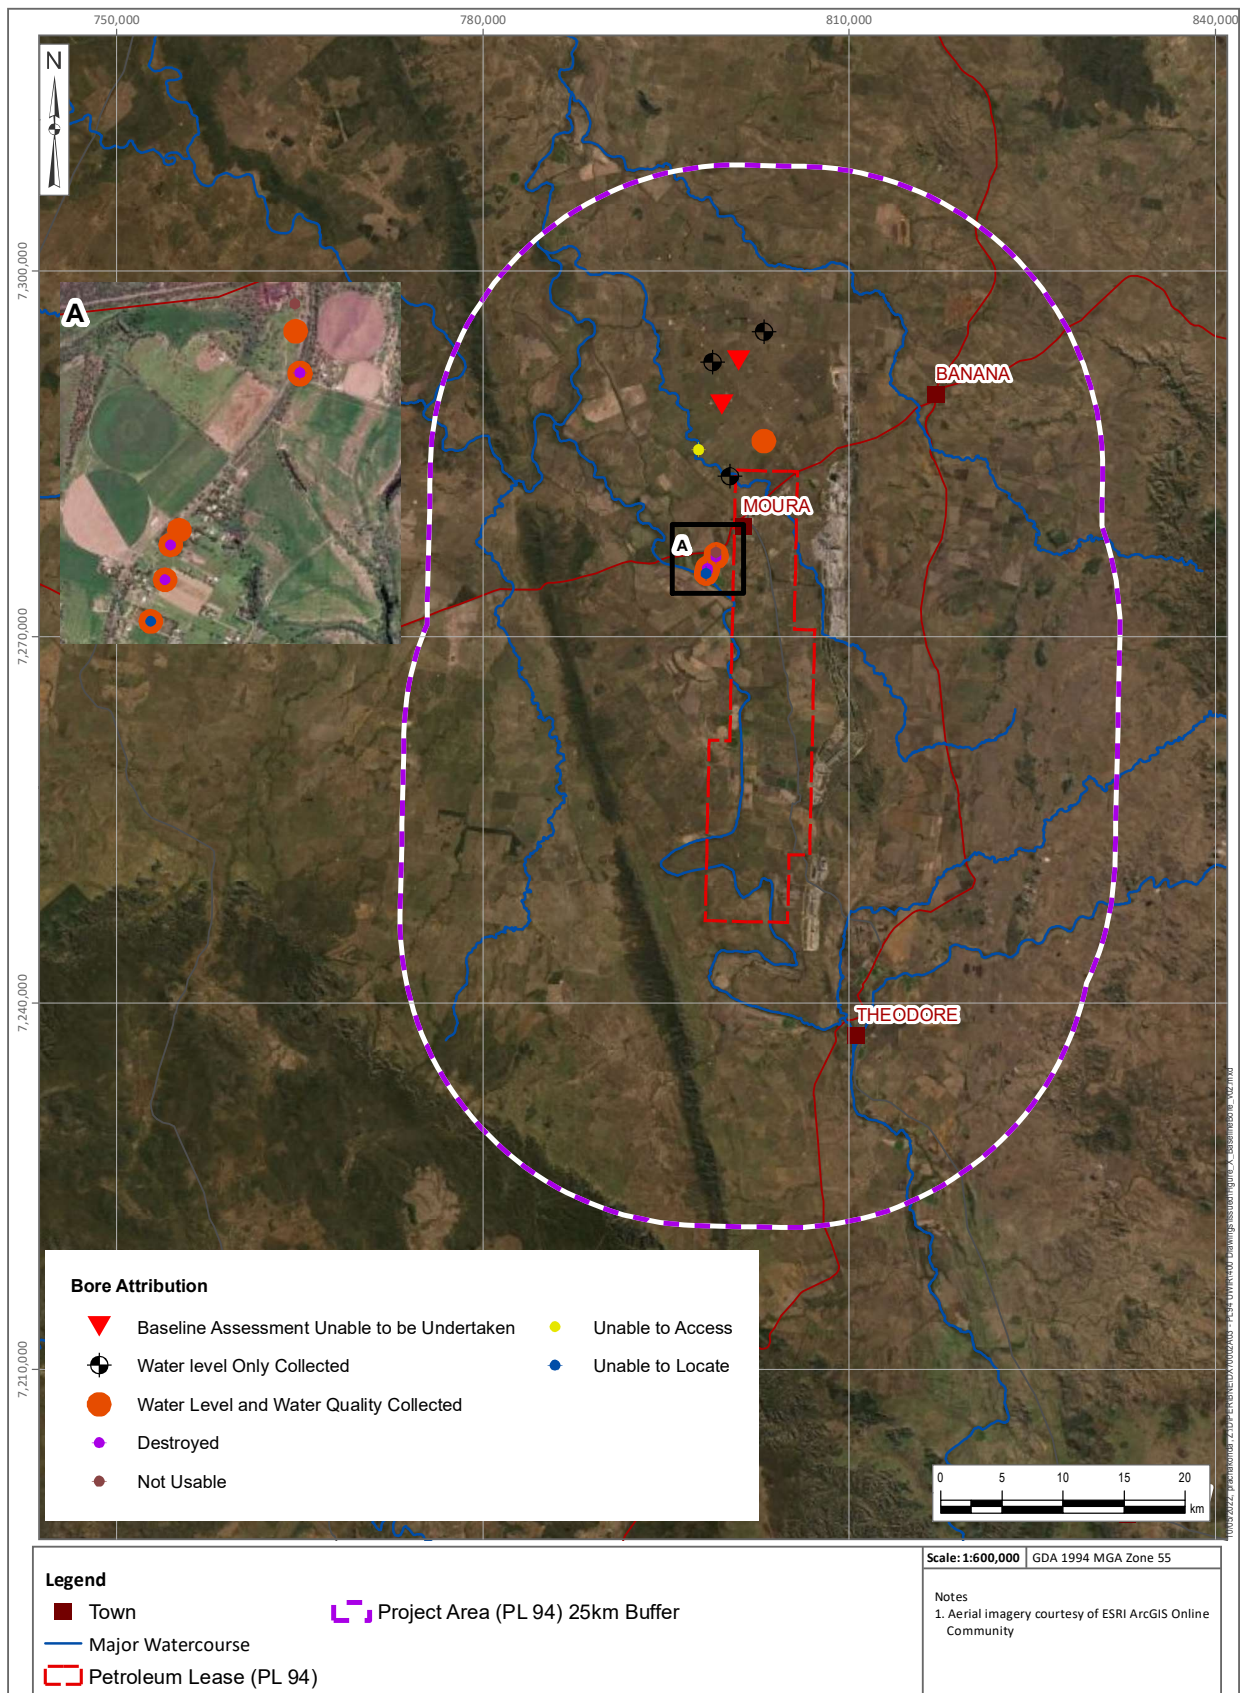 750,000
780,000
810,000
840,000
N
7,300,000
A
BANANA
MOURA
A
7,270,000
7,240,000
THEODORE
Bore Attribution
Baseline Assessment Unable to be Undertaken
Unable to Access
Water level Only Collected
Unable to Locate
7,210,000
Water Level and Water Quality Collected
Destroyed
Not Usable
0 5 10 15 20
km
Legend
Town
Project Area (PL 94) 25km Buffer
Major Watercourse
Petroleum Lease (PL 94)
Scale: 1:600,000
GDA 1994 MGA Zone 55
Notes
1. Aerial imagery courtesy of ESRI ArcGIS Online
Community